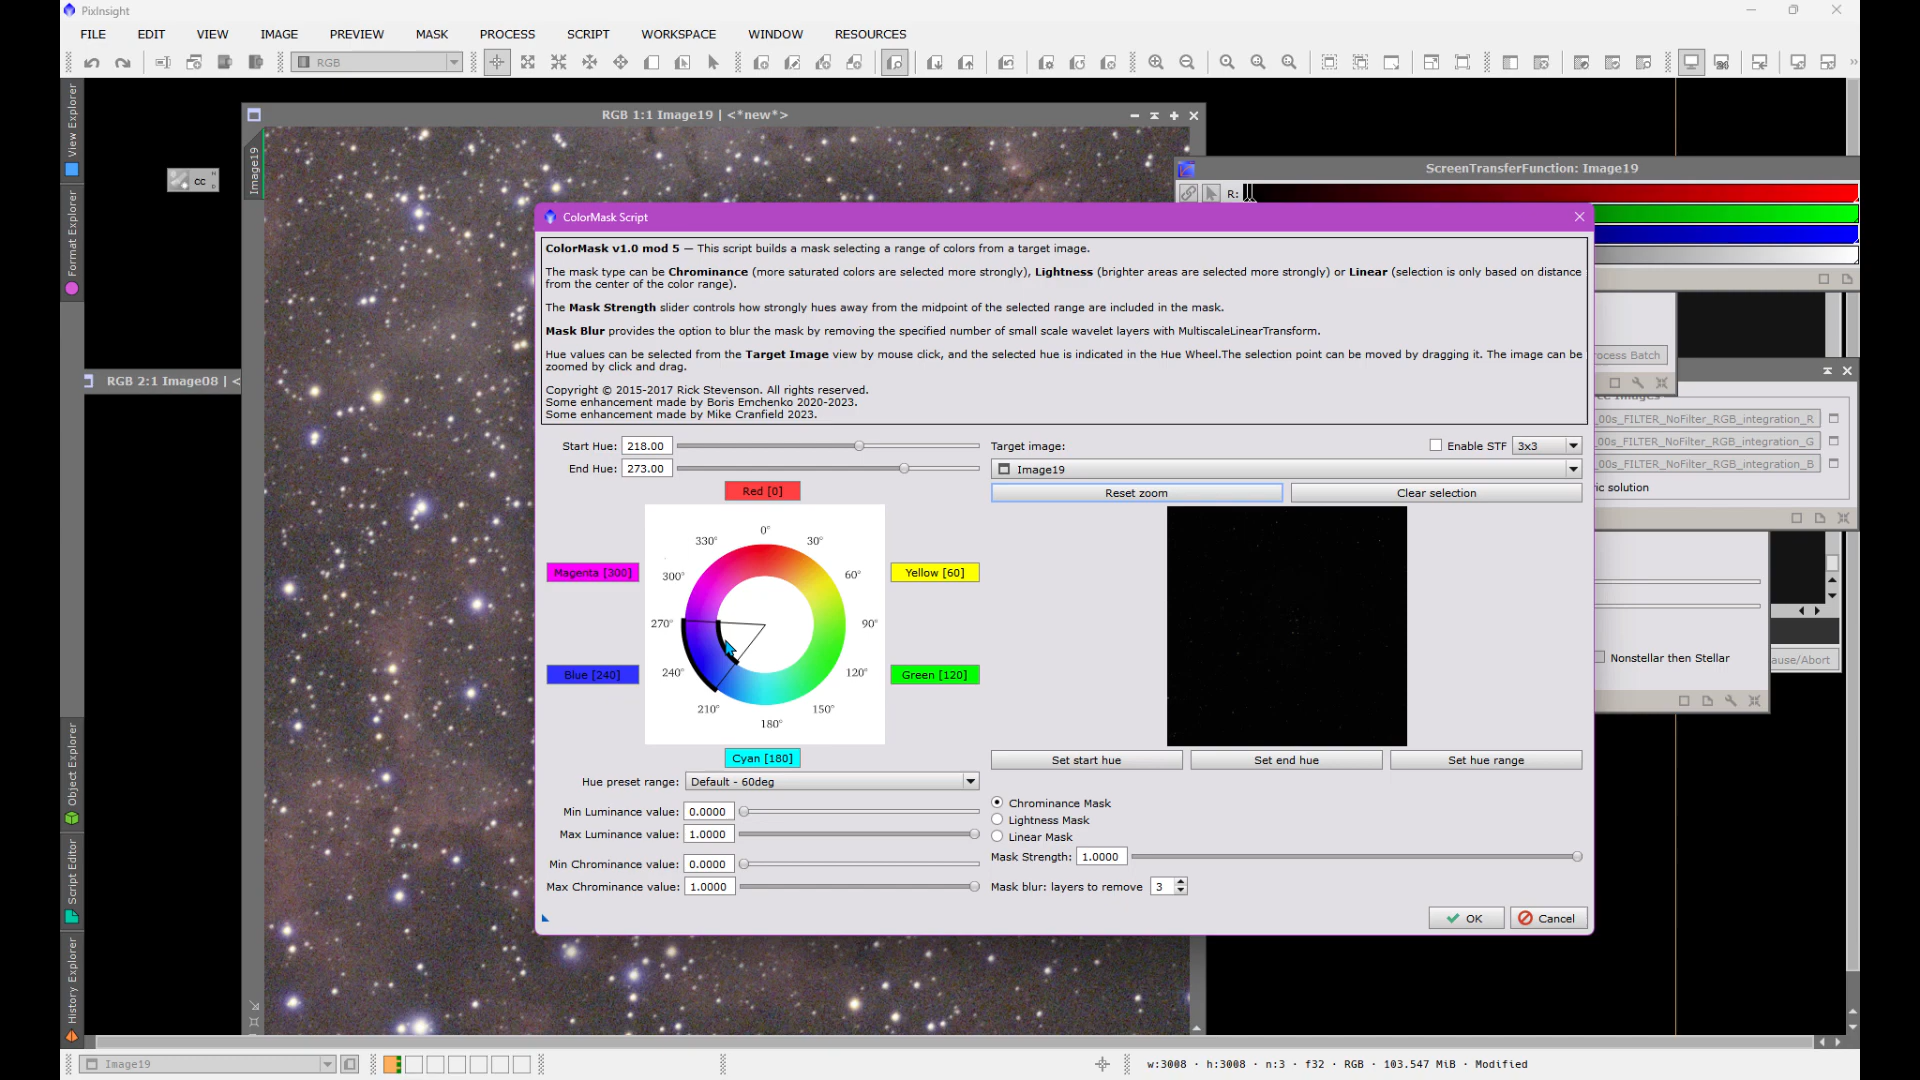 PixInsight
FILE EDIT VIEW IMAGE PREVIEW MASK PROCESS SCRIPT WORKSPACE WINDOW RESOURCES
RGB
View Explorer
Format Explorer
Object Explorer
Script Editor
History Explorer
cc
RGB 1:1 Image19 | <*new*>
Image19
RGB 2:1 Image08 | <
ScreenTransferFunction: Image19
R:
ColorMask Script
ColorMask v1.0 mod 5 — This script builds a mask selecting a range of colors from a target image.
The mask type can be Chrominance (more saturated colors are selected more strongly), Lightness (brighter areas are selected more strongly) or Linear (selection is only based on distance
from the center of the color range).
The Mask Strength slider controls how strongly hues away from the midpoint of the selected range are included in the mask.
Mask Blur provides the option to blur the mask by removing the specified number of small scale wavelet layers with MultiscaleLinearTransform.
Hue values can be selected from the Target Image view by mouse click, and the selected hue is indicated in the Hue Wheel.The selection point can be moved by dragging it. The image can be
zoomed by click and drag.
Copyright © 2015-2017 Rick Stevenson. All rights reserved.
Some enhancement made by Boris Emchenko 2020-2023.
Some enhancement made by Mike Cranfield 2023.
Start Hue: 218.00
End Hue: 273.00
Red [0]
Magenta [300]
Yellow [60]
Blue [240]
Green [120]
Cyan [180]
0°
30°
60°
90°
120°
150°
180°
210°
240°
270°
300°
330°
Hue preset range: Default - 60deg
Min Luminance value: 0.0000
Max Luminance value: 1.0000
Min Chrominance value: 0.0000
Max Chrominance value: 1.0000
Target image:
Enable STF 3x3
Image19
Reset zoom Clear selection
Set start hue Set end hue Set hue range
Chrominance Mask
Lightness Mask
Linear Mask
Mask Strength: 1.0000
Mask blur: layers to remove 3
OK Cancel
ocess Batch
_00s_FILTER_NoFilter_RGB_integration_R
_00s_FILTER_NoFilter_RGB_integration_G
_00s_FILTER_NoFilter_RGB_integration_B
ic solution
Nonstellar then Stellar
ause/Abort
Image19
w:3008 · h:3008 · n:3 · f32 · RGB · 103.547 MiB · Modified